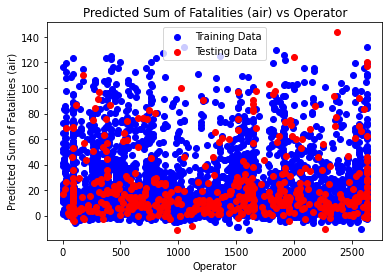 Predicted Sum of Fatalities (air) vs Operator
Training Data
Testing Data
Predicted Sum of Fatalities (air)
140
120
100
80
60
40
20
0
0
500
1000
1500
2000
2500
Operator